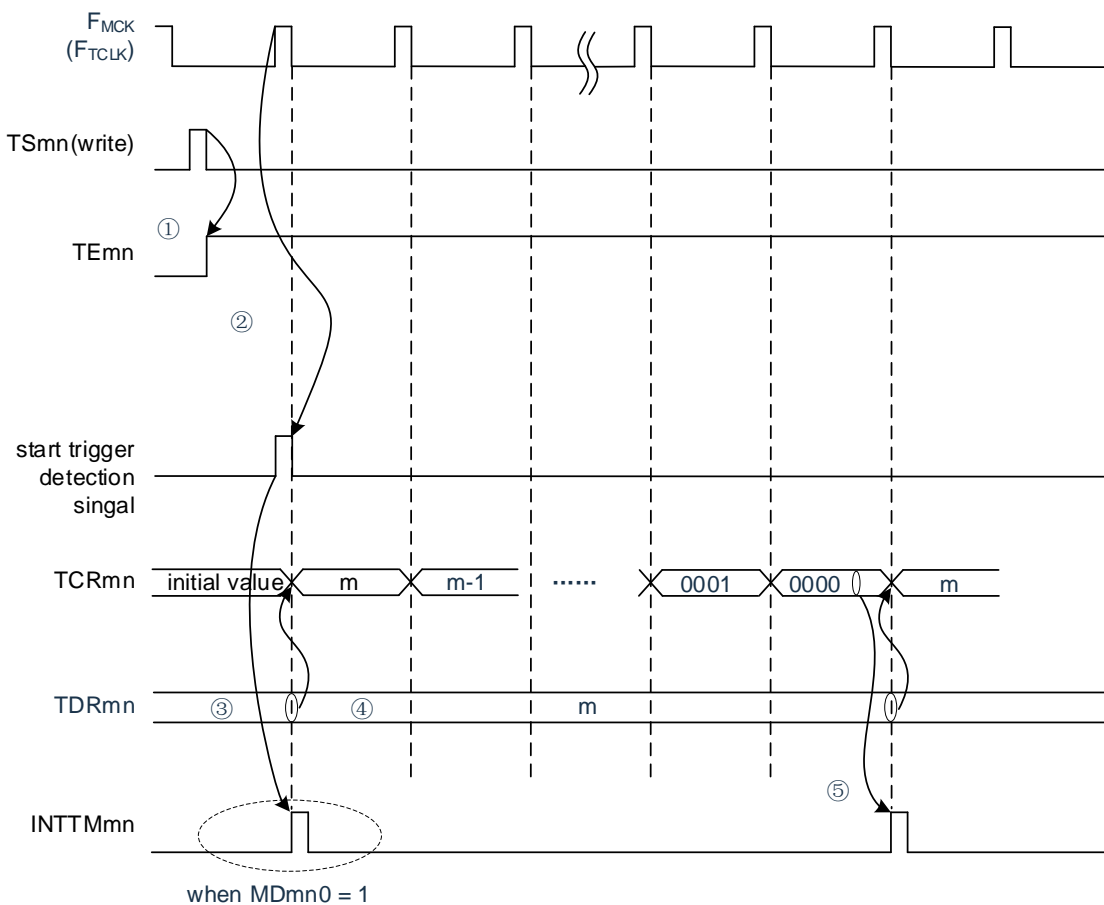 FMCK
(FTCLK)
TSmn(write)
①
TEmn
②
start trigger
detection
singal
TCRmn initial value m m-1 ...... 0001 0000 m
TDRmn ③ ④ m
⑤
INTTMmn
when MDmn0 = 1